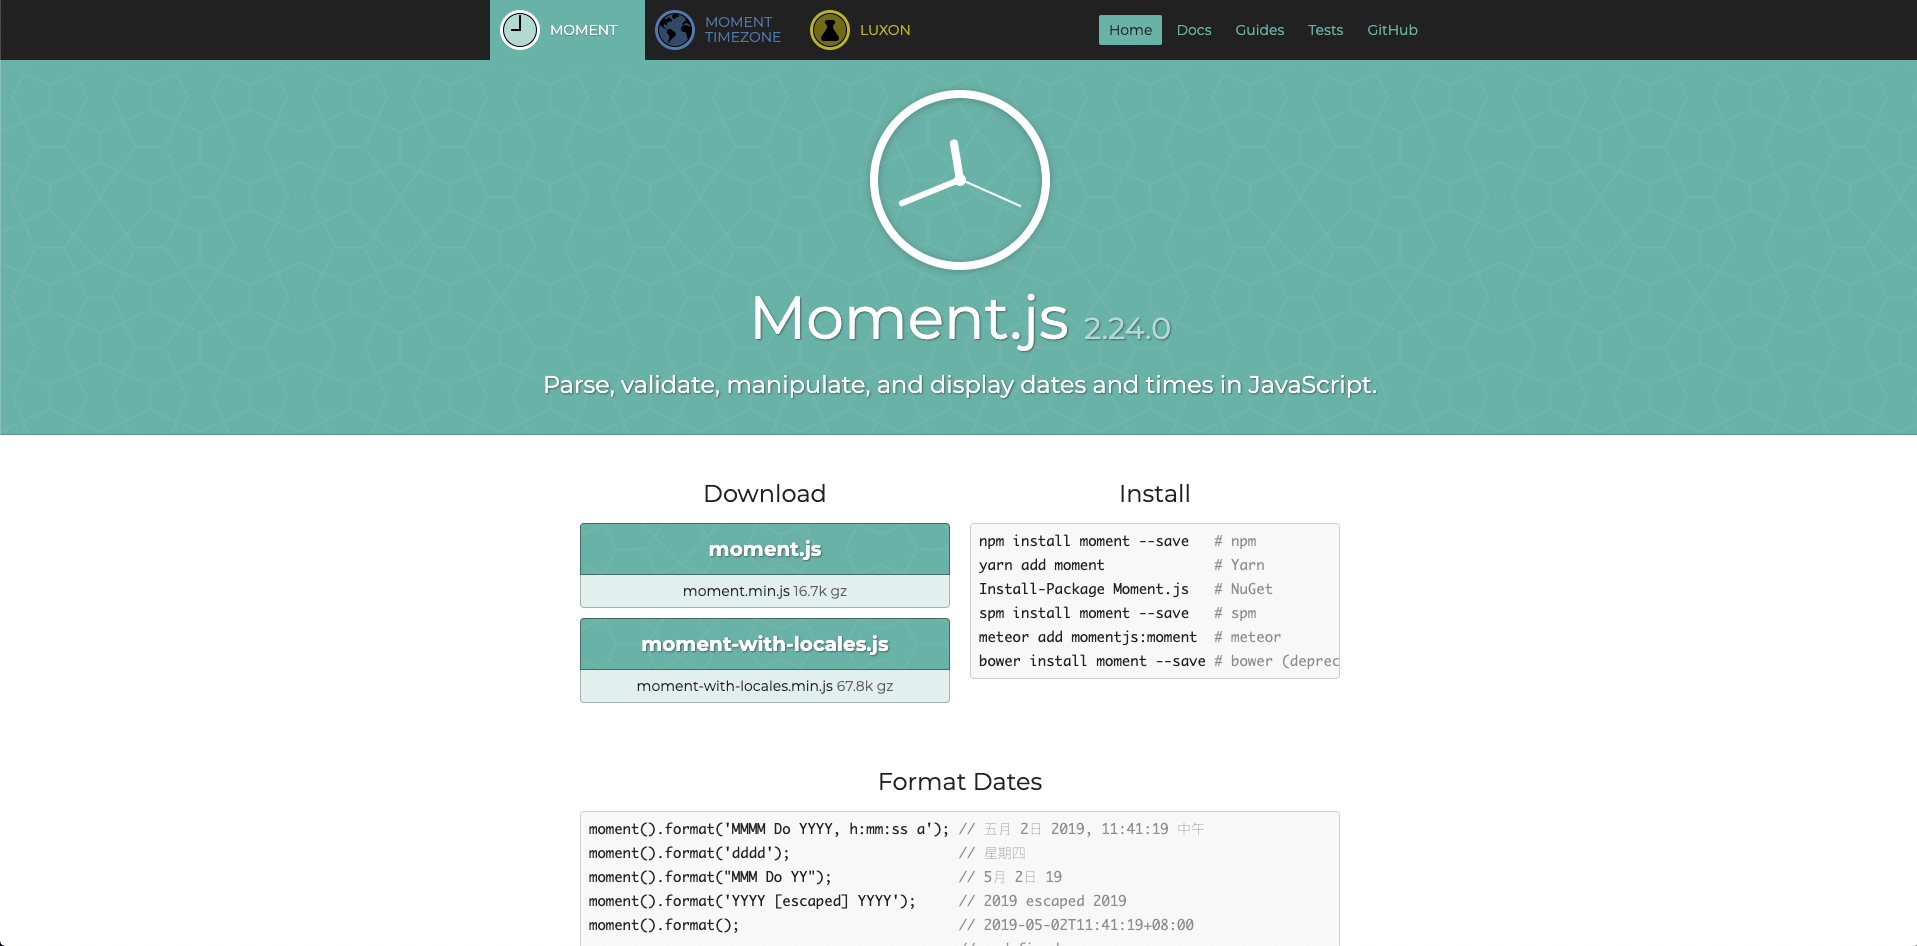 MOMENT
MOMENT
TIMEZONE
LUXON
Home
Docs
Guides
Tests
GitHub
Moment.js 2.24.0
Parse, validate, manipulate, and display dates and times in JavaScript.
Download
moment.js
moment.min.js 16.7k gz
moment-with-locales.js
moment-with-locales.min.js 67.8k gz
Install
npm install moment --save # npm
yarn add moment # Yarn
Install-Package Moment.js # NuGet
spm install moment --save # spm
meteor add momentjs:moment # meteor
bower install moment --save # bower (deprec
Format Dates
moment().format('MMMM Do YYYY, h:mm:ss a'); // 五月 2日 2019, 11:41:19 中午
moment().format('dddd'); // 星期四
moment().format("MMM Do YY"); // 5月 2日 19
moment().format('YYYY [escaped] YYYY'); // 2019 escaped 2019
moment().format(); // 2019-05-02T11:41:19+08:00